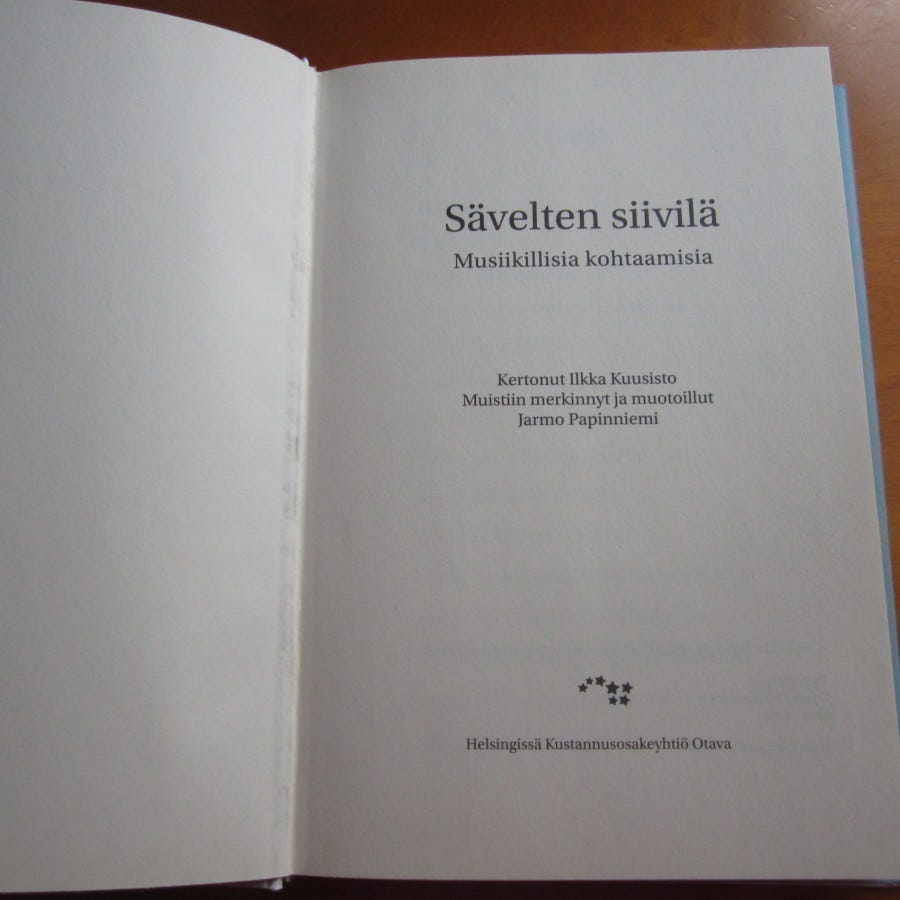 Sävelten siivilä
Musiikillisia kohtaamisia
Kertonut Ilkka Kuusisto
Muistiin merkinnyt ja muotoillut
Jarmo Papinniemi
Helsingissä Kustannusosakeyhtiö Otava